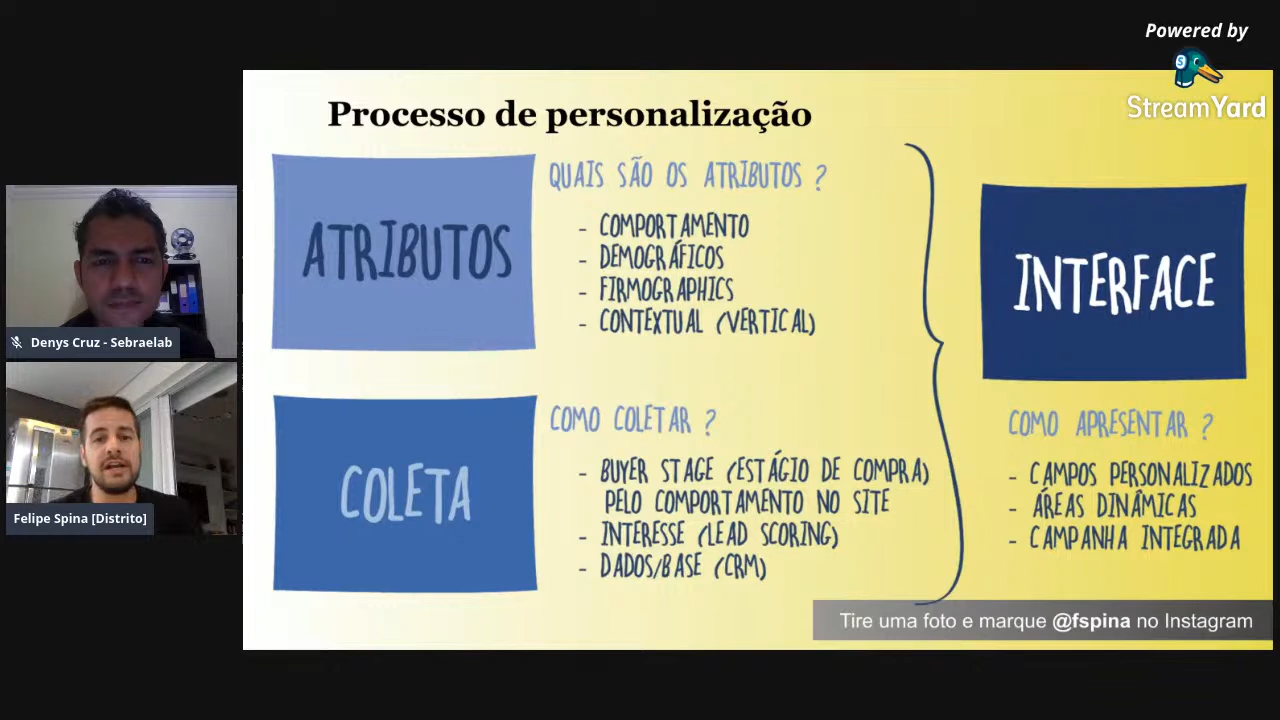 Powered by
StreamYard
Processo de personalização
ATRIBUTOS
QUAIS SÃO OS ATRIBUTOS ?
- COMPORTAMENTO
- DEMOGRÁFICOS
- FIRMOGRAPHICS
- CONTEXTUAL (VERTICAL)
COLETA
COMO COLETAR ?
- BUYER STAGE (ESTÁGIO DE COMPRA)
PELO COMPORTAMENTO NO SITE
- INTERESSE (LEAD SCORING)
- DADOS/BASE (CRM)
INTERFACE
COMO APRESENTAR ?
- CAMPOS PERSONALIZADOS
- ÁREAS DINÂMICAS
- CAMPANHA INTEGRADA
Tire uma foto e marque @fspina no Instagram
Denys Cruz - Sebraelab
Felipe Spina [Distrito]